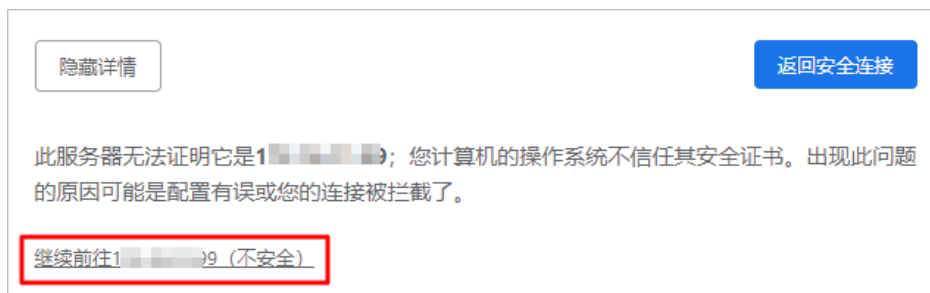 隐藏详情
返回安全连接
此服务器无法证明它是1 9；您计算机的操作系统不信任其安全证书。出现此问题
的原因可能是配置有误或您的连接被拦截了。
继续前往1 99（不安全）